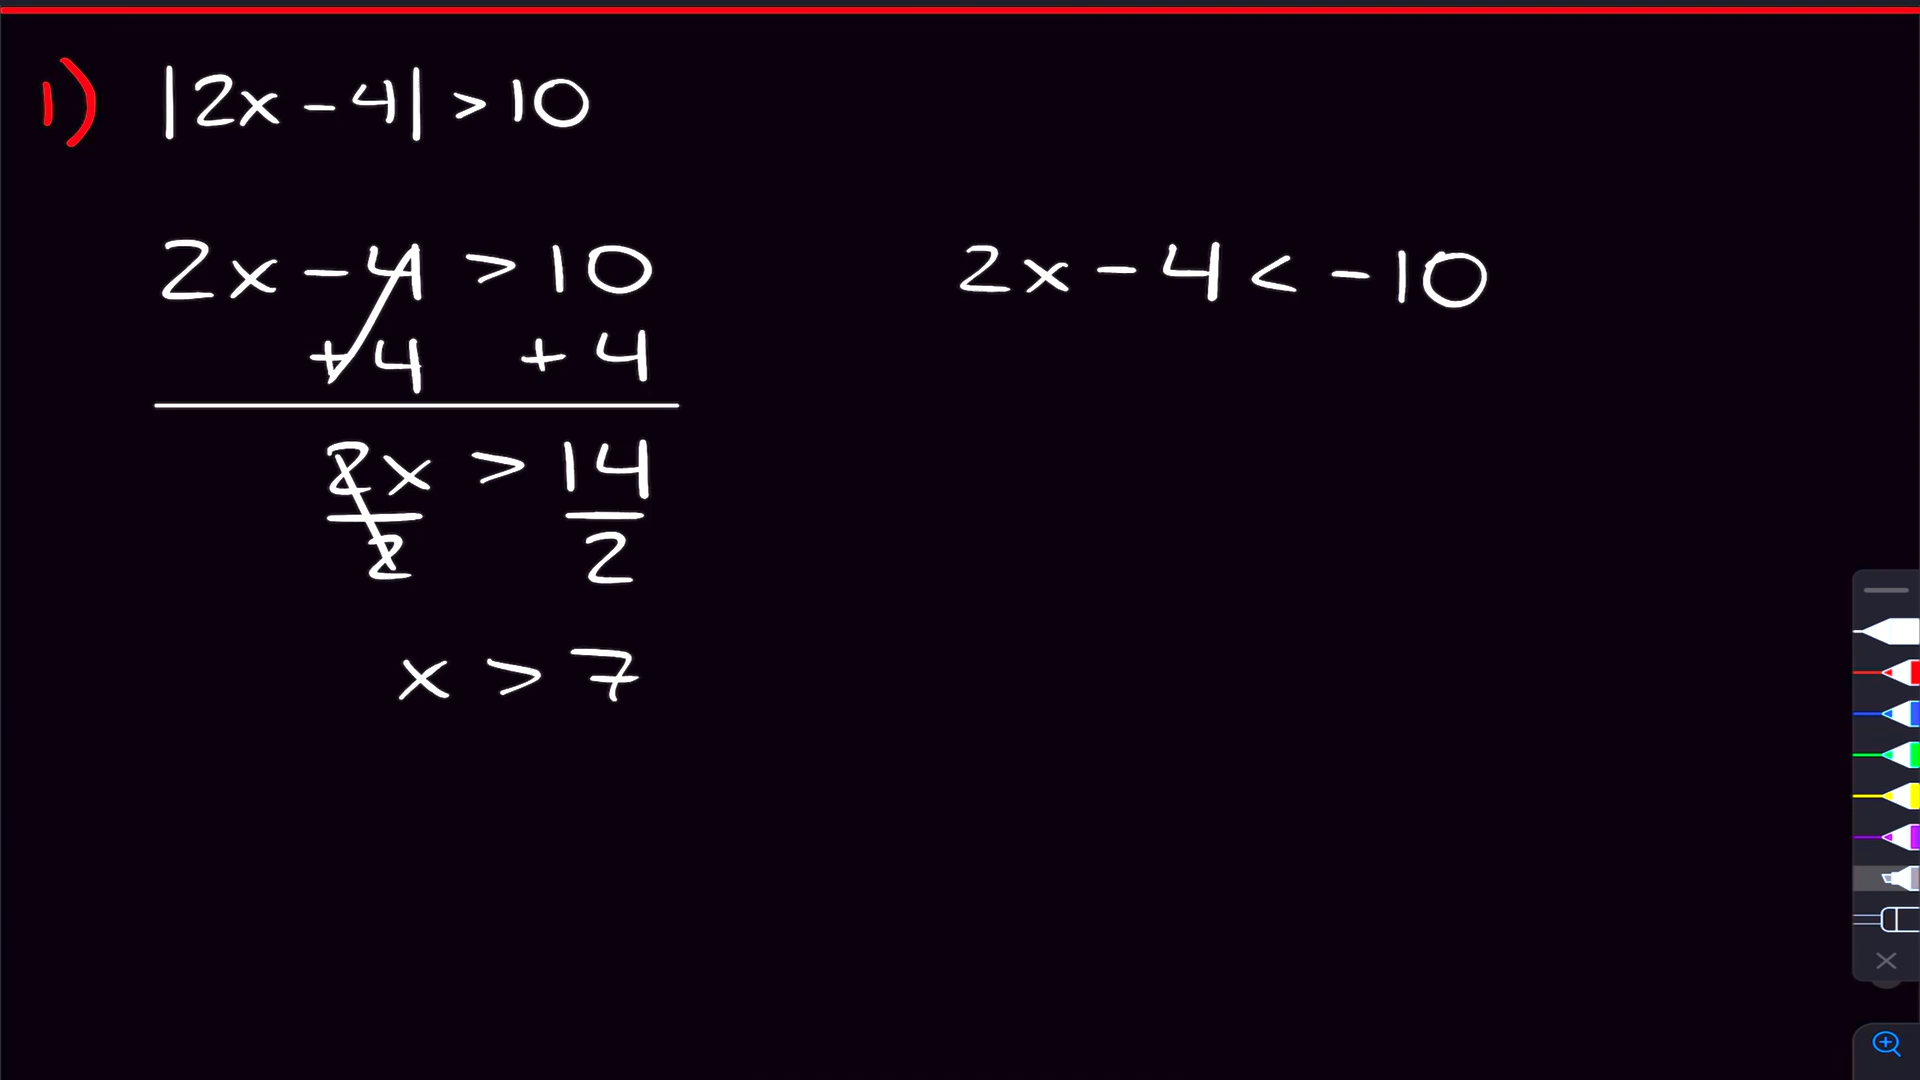 1) |2x - 4| > 10
2x - 4 > 10
+ 4 + 4
2x > 14
2 2
x > 7
2x - 4 < - 10